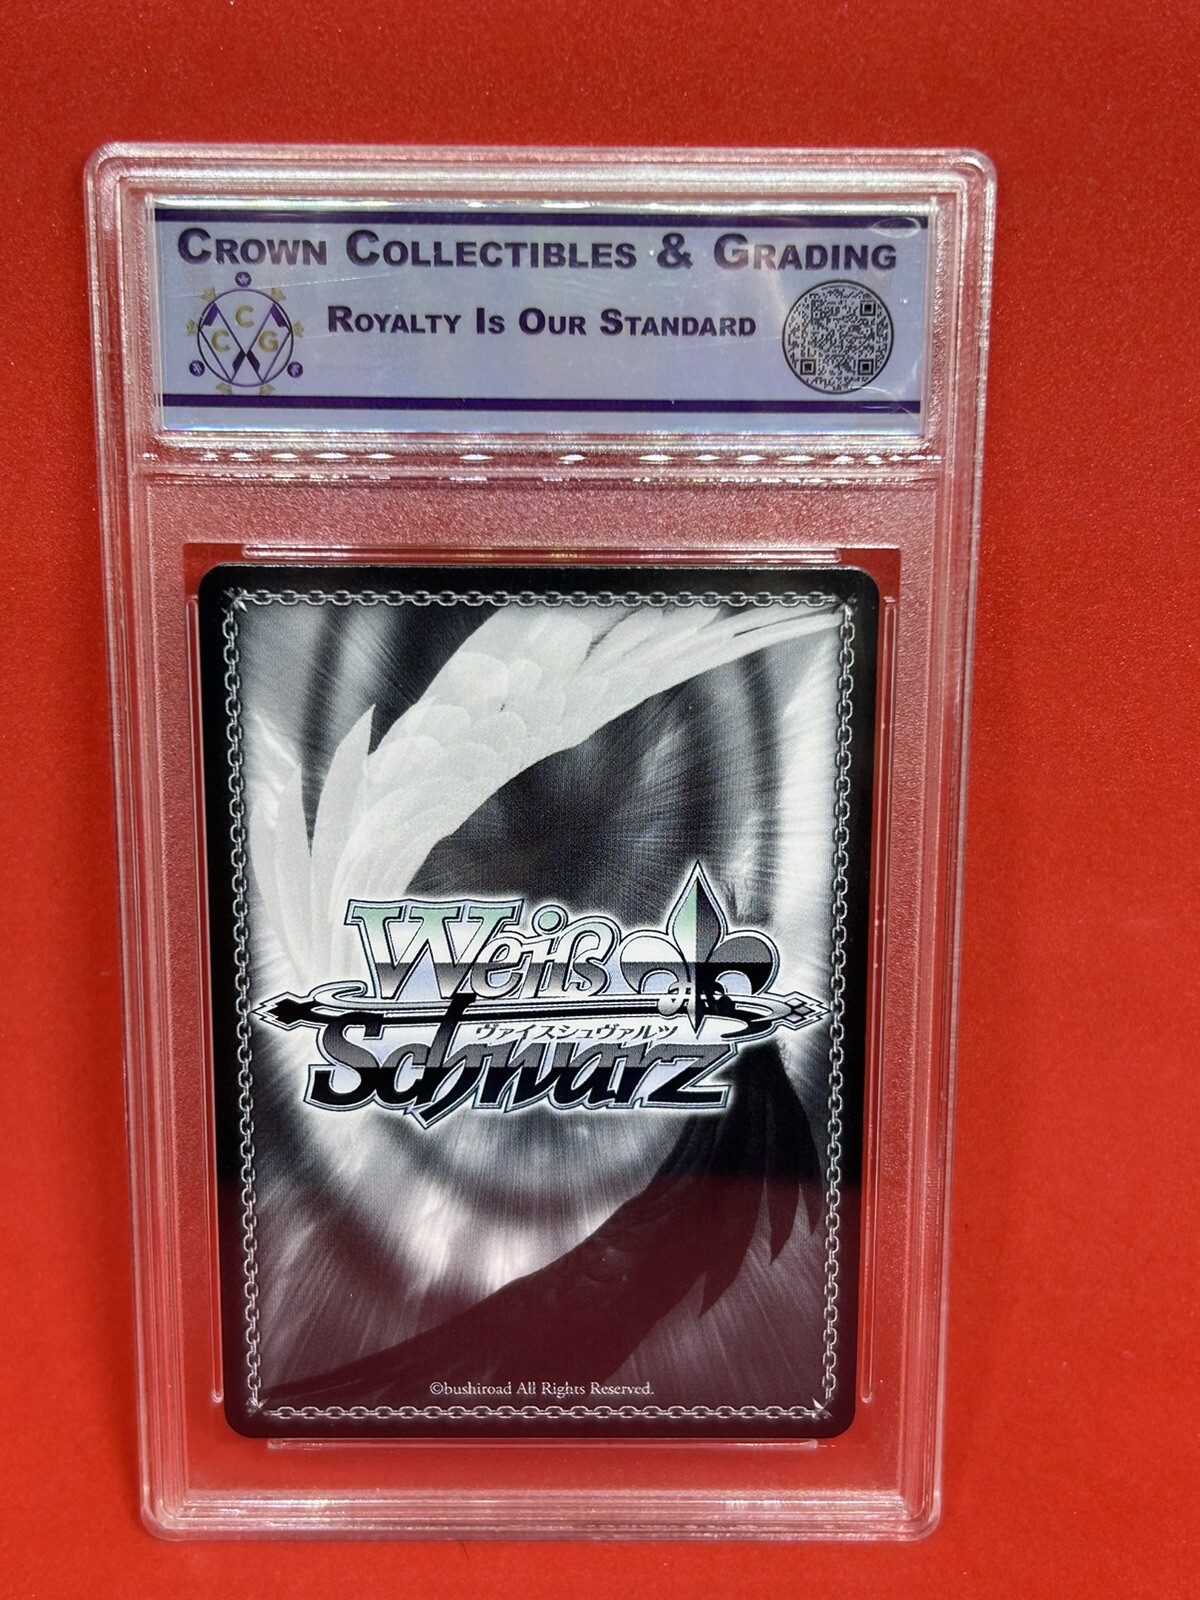 CROWN COLLECTIBLES & GRADING
C
C G
ROYALTY IS OUR STANDARD
Weiß
ヴァイスシュヴァルツ
Schwarz
©bushiroad All Rights Reserved.